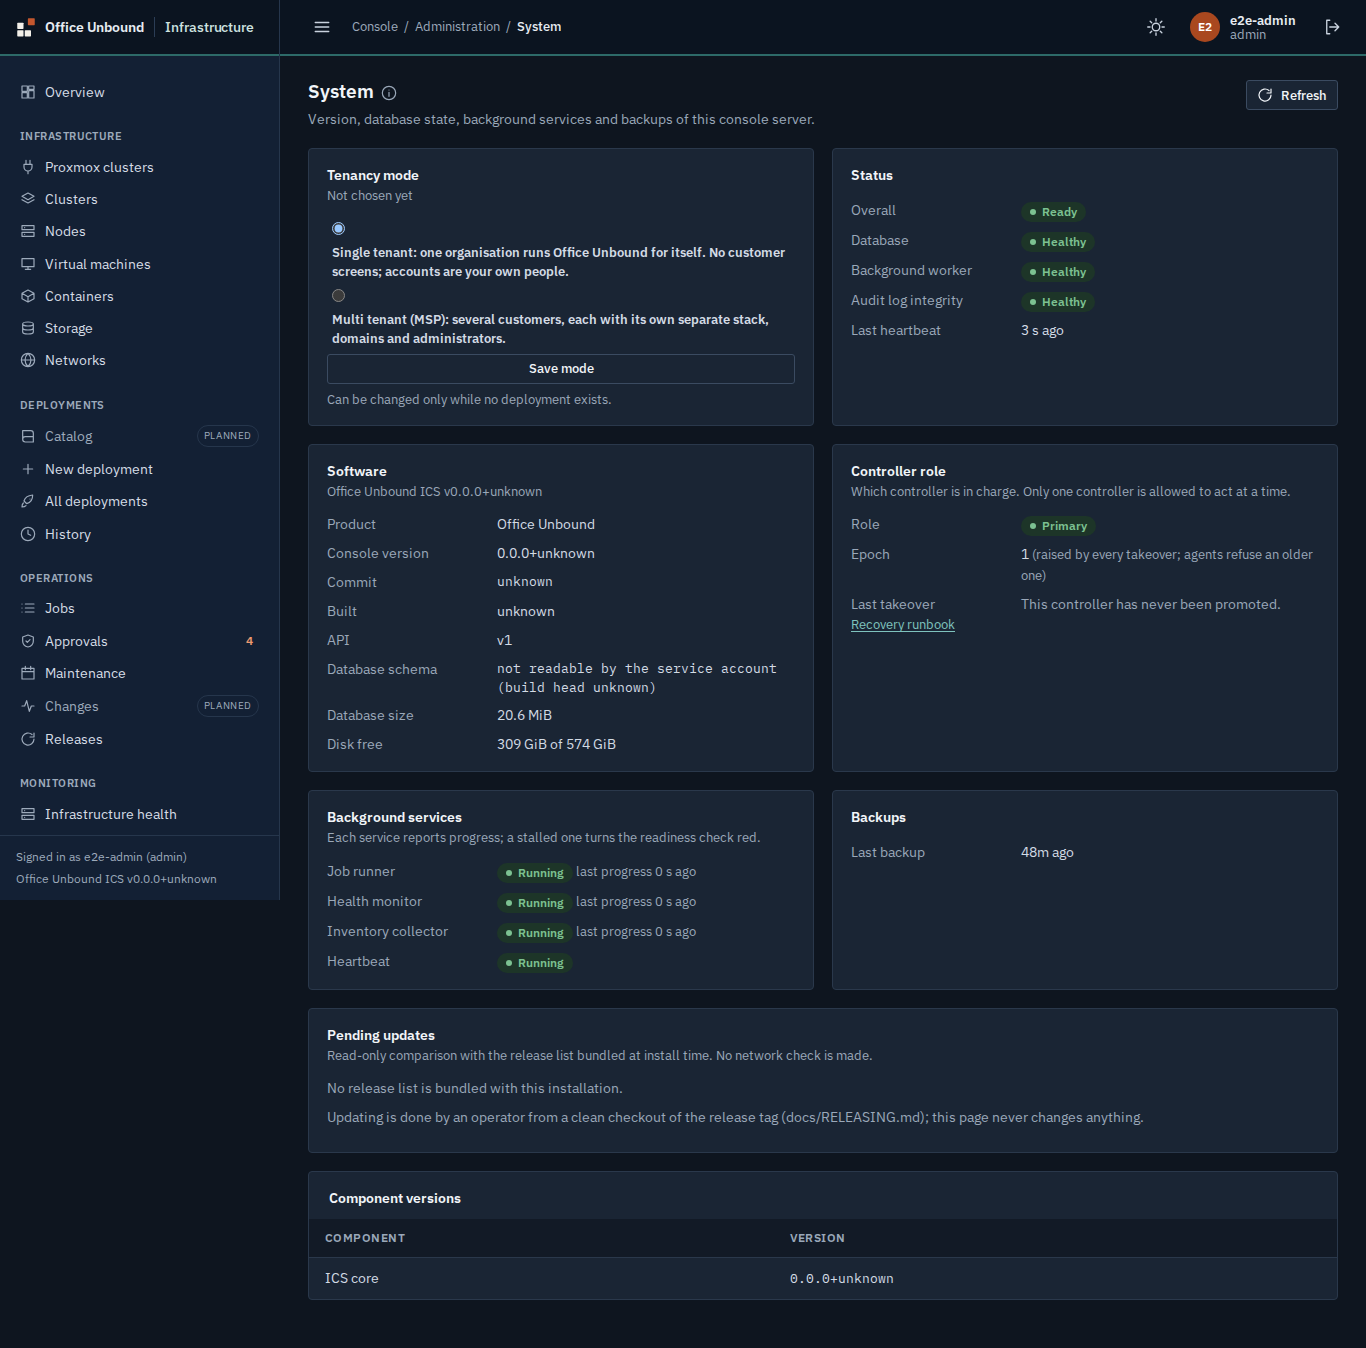 Office Unbound | Infrastructure
Console / Administration / System
E2
e2e-admin
admin
Overview
INFRASTRUCTURE
Proxmox clusters
Clusters
Nodes
Virtual machines
Containers
Storage
Networks
DEPLOYMENTS
Catalog PLANNED
New deployment
All deployments
History
OPERATIONS
Jobs
Approvals 4
Maintenance
Changes PLANNED
Releases
MONITORING
Infrastructure health
Signed in as e2e-admin (admin)
Office Unbound ICS v0.0.0+unknown
System
Refresh
Version, database state, background services and backups of this console server.
Tenancy mode
Not chosen yet
Single tenant: one organisation runs Office Unbound for itself. No customer
screens; accounts are your own people.
Multi tenant (MSP): several customers, each with its own separate stack,
domains and administrators.
Save mode
Can be changed only while no deployment exists.
Status
Overall Ready
Database Healthy
Background worker Healthy
Audit log integrity Healthy
Last heartbeat 3 s ago
Software
Office Unbound ICS v0.0.0+unknown
Product Office Unbound
Console version 0.0.0+unknown
Commit unknown
Built unknown
API v1
Database schema not readable by the service account
(build head unknown)
Database size 20.6 MiB
Disk free 309 GiB of 574 GiB
Controller role
Which controller is in charge. Only one controller is allowed to act at a time.
Role Primary
Epoch 1 (raised by every takeover; agents refuse an older
one)
Last takeover This controller has never been promoted.
Recovery runbook
Background services
Each service reports progress; a stalled one turns the readiness check red.
Job runner Running last progress 0 s ago
Health monitor Running last progress 0 s ago
Inventory collector Running last progress 0 s ago
Heartbeat Running
Backups
Last backup 48m ago
Pending updates
Read-only comparison with the release list bundled at install time. No network check is made.
No release list is bundled with this installation.
Updating is done by an operator from a clean checkout of the release tag (docs/RELEASING.md); this page never changes anything.
Component versions
COMPONENT VERSION
ICS core 0.0.0+unknown